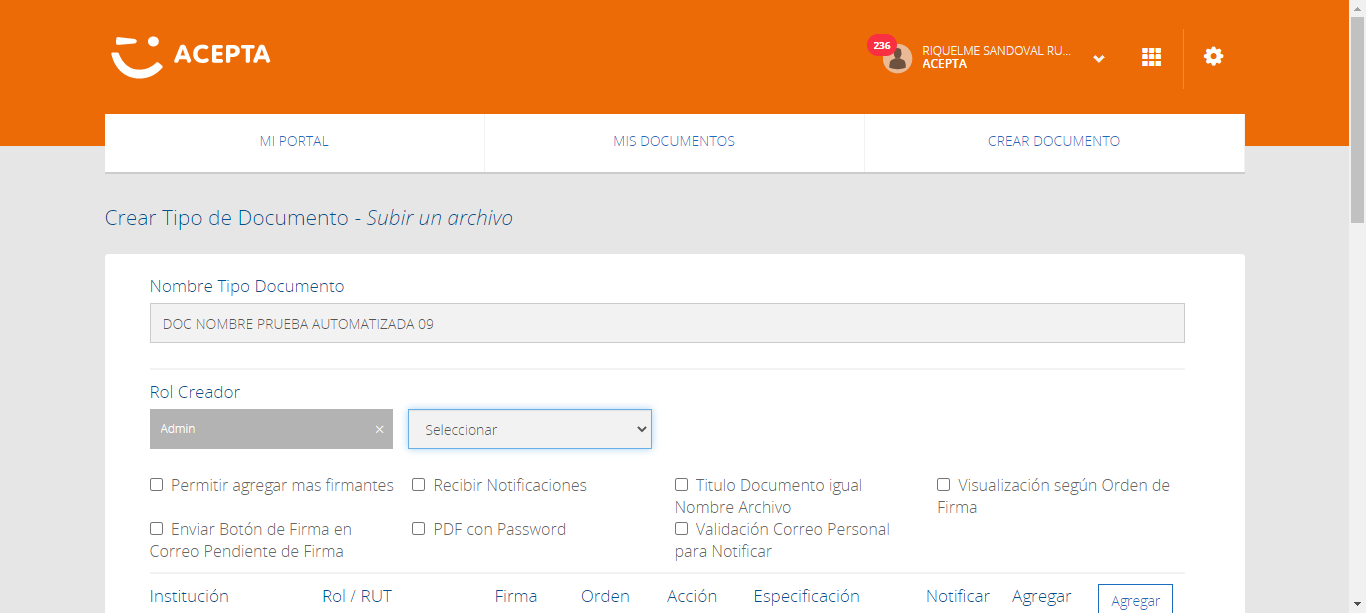 ACEPTA
236
RIQUELME SANDOVAL RU...
ACEPTA
MI PORTAL
MIS DOCUMENTOS
CREAR DOCUMENTO
Crear Tipo de Documento - Subir un archivo
Nombre Tipo Documento
DOC NOMBRE PRUEBA AUTOMATIZADA 09
Rol Creador
Admin ×
Seleccionar
Permitir agregar mas firmantes
Recibir Notificaciones
Titulo Documento igual
Nombre Archivo
Visualización según Orden de
Firma
Enviar Botón de Firma en
Correo Pendiente de Firma
PDF con Password
Validación Correo Personal
para Notificar
Institución Rol / RUT Firma Orden Acción Especificación Notificar Agregar Agregar